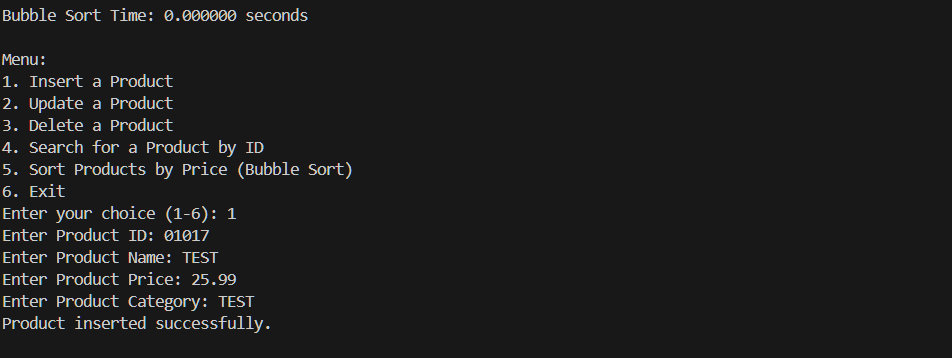 Bubble Sort Time: 0.000000 seconds
Menu:
1. Insert a Product
2. Update a Product
3. Delete a Product
4. Search for a Product by ID
5. Sort Products by Price (Bubble Sort)
6. Exit
Enter your choice (1-6): 1
Enter Product ID: 01017
Enter Product Name: TEST
Enter Product Price: 25.99
Enter Product Category: TEST
Product inserted successfully.